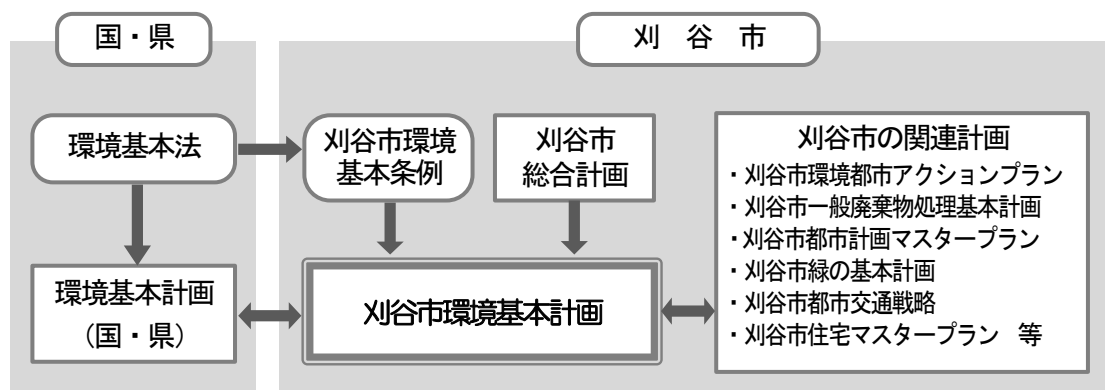 国・県
刈　谷　市
環境基本法
刈谷市環境
基本条例
刈谷市
総合計画
環境基本計画
（国・県）
刈谷市環境基本計画
刈谷市の関連計画
・刈谷市環境都市アクションプラン
・刈谷市一般廃棄物処理基本計画
・刈谷市都市計画マスタープラン
・刈谷市緑の基本計画
・刈谷市都市交通戦略
・刈谷市住宅マスタープラン　等